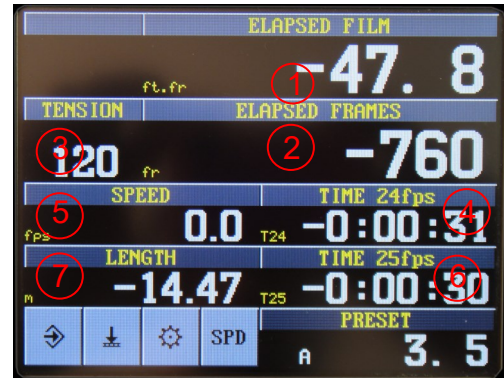 ELAPSED FILM
ft.fr -47. 8
1
TENSION ELAPSED FRAMES
3 120 fr 2 -760
SPEED TIME 24fps
5 fps 0.0 T24 -0:00:31 4
LENGTH TIME 25fps
7 m -14.47 T25 -0:00:30 6
PRESET
SPD A 3. 5